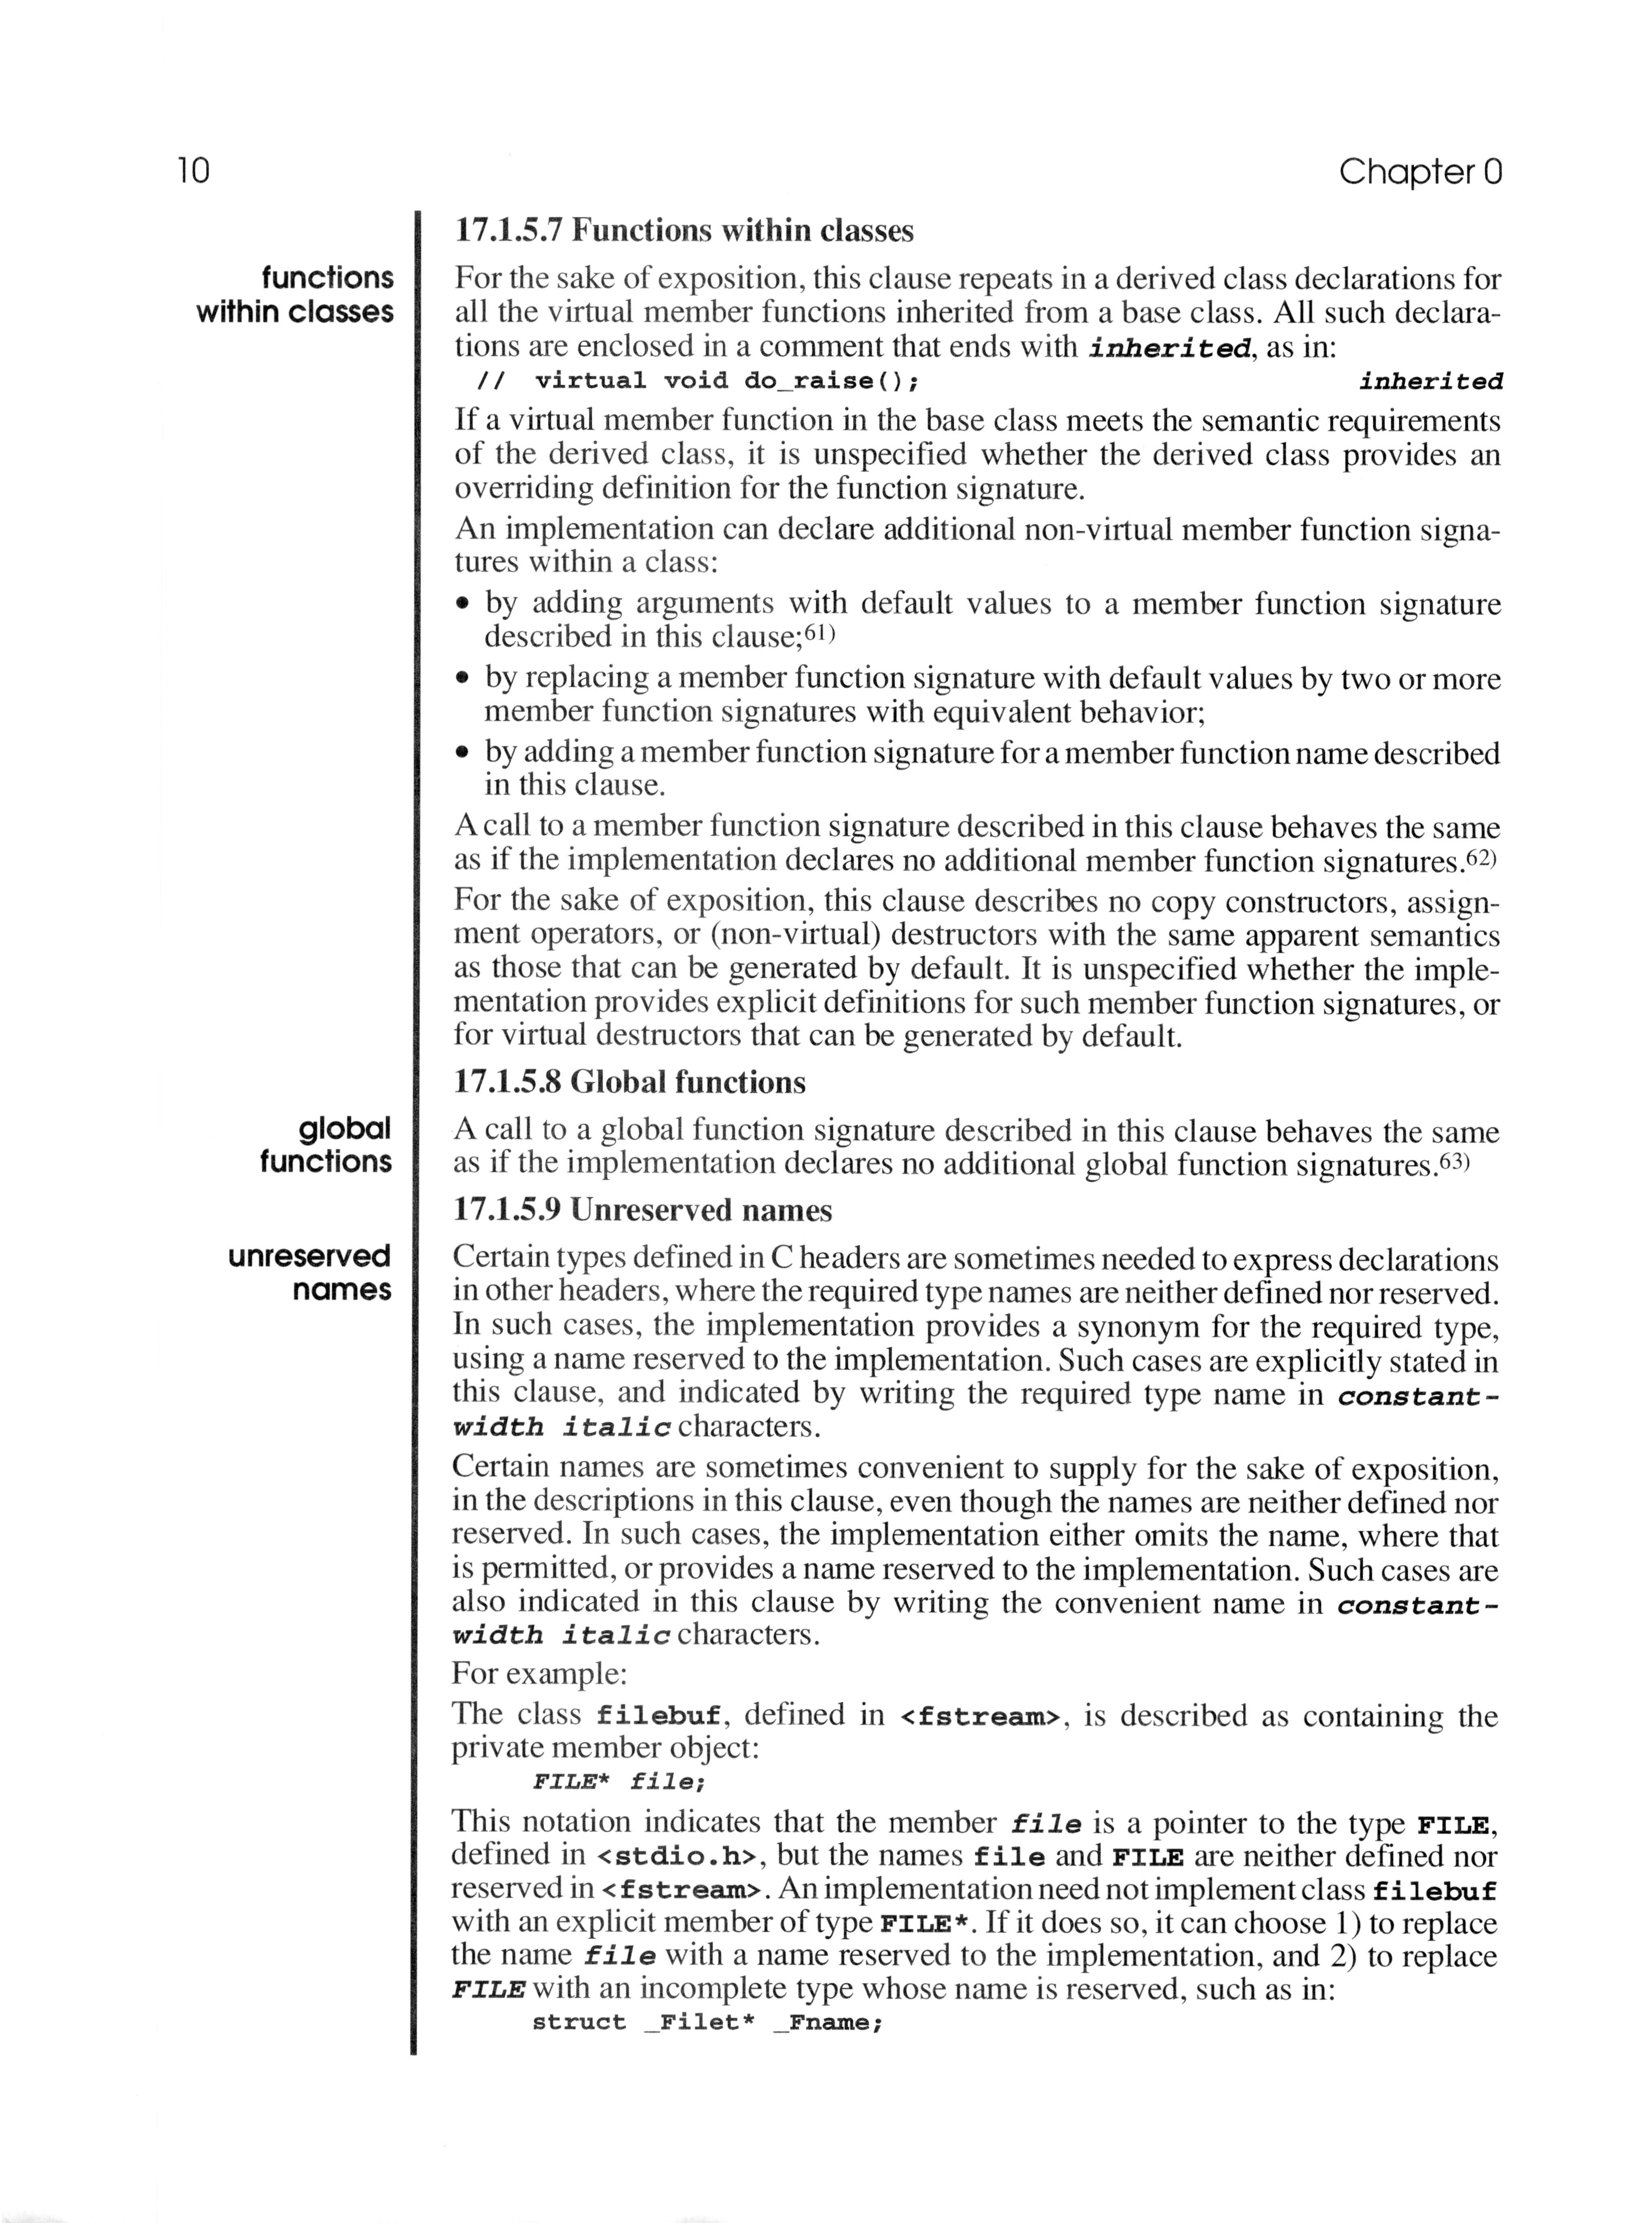 10
Chapter 0
17.1.5.7 Functions within classes
functions
within classes
For the sake of exposition, this clause repeats in a derived class declarations for
all the virtual member functions inherited from a base class. All such declara-
tions are enclosed in a comment that ends with inherited, as in:
// virtual void do_raise(); inherited
If a virtual member function in the base class meets the semantic requirements
of the derived class, it is unspecified whether the derived class provides an
overriding definition for the function signature.
An implementation can declare additional non-virtual member function signa-
tures within a class:
• by adding arguments with default values to a member function signature
described in this clause;61)
• by replacing a member function signature with default values by two or more
member function signatures with equivalent behavior;
• by adding a member function signature for a member function name described
in this clause.
A call to a member function signature described in this clause behaves the same
as if the implementation declares no additional member function signatures.62)
For the sake of exposition, this clause describes no copy constructors, assign-
ment operators, or (non-virtual) destructors with the same apparent semantics
as those that can be generated by default. It is unspecified whether the imple-
mentation provides explicit definitions for such member function signatures, or
for virtual destructors that can be generated by default.
17.1.5.8 Global functions
global
functions
A call to a global function signature described in this clause behaves the same
as if the implementation declares no additional global function signatures.63)
17.1.5.9 Unreserved names
unreserved
names
Certain types defined in C headers are sometimes needed to express declarations
in other headers, where the required type names are neither defined nor reserved.
In such cases, the implementation provides a synonym for the required type,
using a name reserved to the implementation. Such cases are explicitly stated in
this clause, and indicated by writing the required type name in constant-
width italic characters.
Certain names are sometimes convenient to supply for the sake of exposition,
in the descriptions in this clause, even though the names are neither defined nor
reserved. In such cases, the implementation either omits the name, where that
is permitted, or provides a name reserved to the implementation. Such cases are
also indicated in this clause by writing the convenient name in constant-
width italic characters.
For example:
The class filebuf, defined in <fstream>, is described as containing the
private member object:
FILE* file;
This notation indicates that the member file is a pointer to the type FILE,
defined in <stdio.h>, but the names file and FILE are neither defined nor
reserved in <fstream>. An implementation need not implement class filebuf
with an explicit member of type FILE*. If it does so, it can choose 1) to replace
the name file with a name reserved to the implementation, and 2) to replace
FILE with an incomplete type whose name is reserved, such as in:
struct _Filet* _Fname;